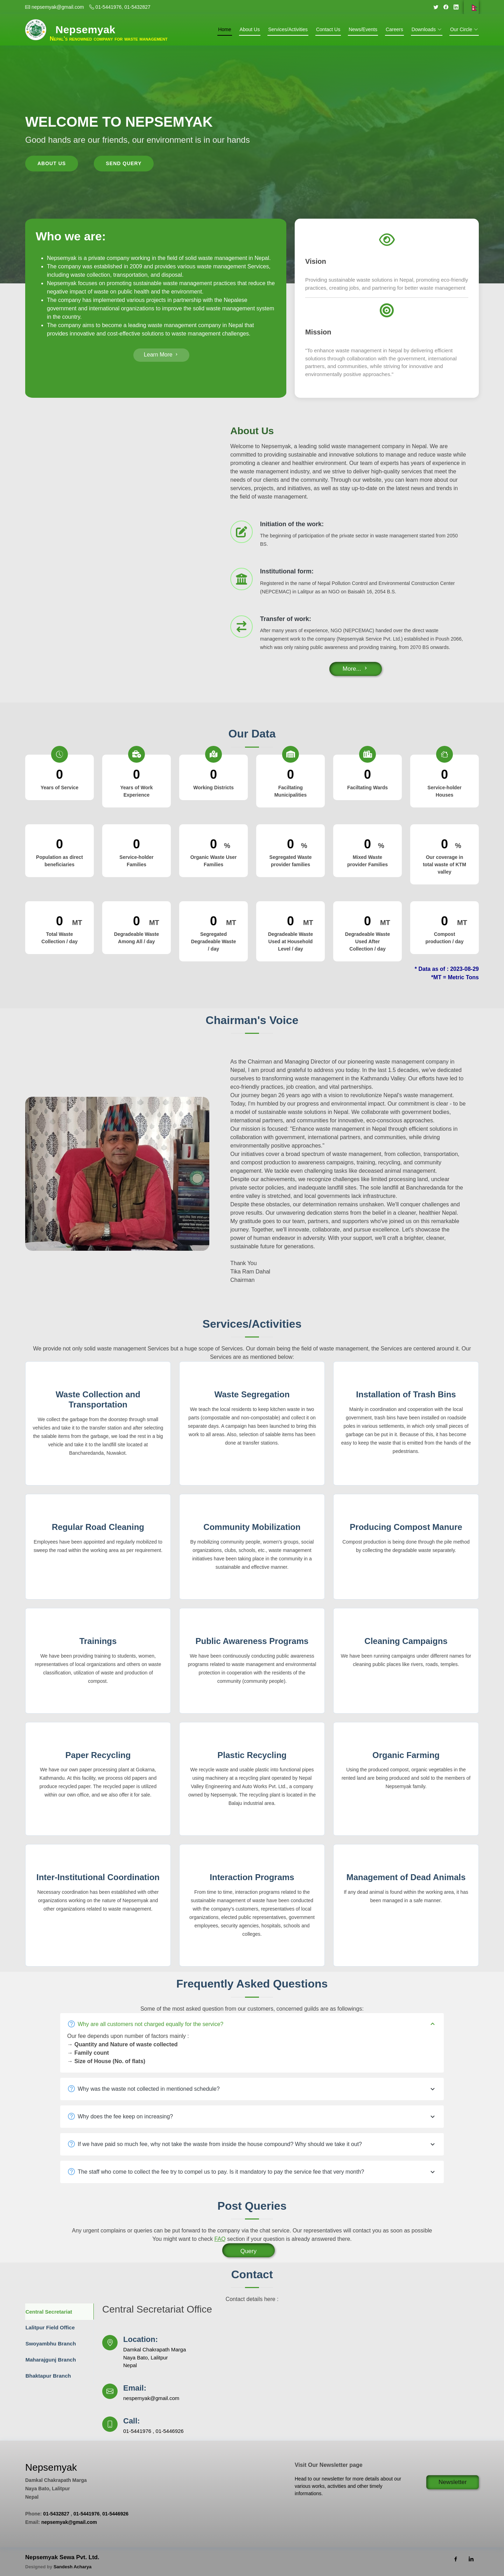 nepsemyak@gmail.com 01-5441976, 01-5432827
Nepsemyak
Nepal's renowned company for waste management
Home About Us Services/Activities Contact Us News/Events Careers Downloads Our Circle
WELCOME TO NEPSEMYAK
Good hands are our friends, our environment is in our hands
ABOUT US SEND QUERY
Who we are:
Nepsemyak is a private company working in the field of solid waste management in Nepal.
The company was established in 2009 and provides various waste management Services, including waste collection, transportation, and disposal.
Nepsemyak focuses on promoting sustainable waste management practices that reduce the negative impact of waste on public health and the environment.
The company has implemented various projects in partnership with the Nepalese government and international organizations to improve the solid waste management system in the country.
The company aims to become a leading waste management company in Nepal that provides innovative and cost-effective solutions to waste management challenges.
Learn More
Vision
Providing sustainable waste solutions in Nepal, promoting eco-friendly practices, creating jobs, and partnering for better waste management
Mission
"To enhance waste management in Nepal by delivering efficient solutions through collaboration with the government, international partners, and communities, while striving for innovative and environmentally positive approaches."
About Us
Welcome to Nepsemyak, a leading solid waste management company in Nepal. We are committed to providing sustainable and innovative solutions to manage and reduce waste while promoting a cleaner and healthier environment. Our team of experts has years of experience in the waste management industry, and we strive to deliver high-quality services that meet the needs of our clients and the community. Through our website, you can learn more about our services, projects, and initiatives, as well as stay up-to-date on the latest news and trends in the field of waste management.
Initiation of the work:
The beginning of participation of the private sector in waste management started from 2050 BS.
Institutional form:
Registered in the name of Nepal Pollution Control and Environmental Construction Center (NEPCEMAC) in Lalitpur as an NGO on Baisakh 16, 2054 B.S.
Transfer of work:
After many years of experience, NGO (NEPCEMAC) handed over the direct waste management work to the company (Nepsemyak Service Pvt. Ltd.) established in Poush 2066, which was only raising public awareness and providing training, from 2070 BS onwards.
More...
Our Data
0 Years of Service
0 Years of Work Experience
0 Working Districts
0 Facilitating Municipalities
0 Faciltating Wards
0 Service-holder Houses
0 Population as direct beneficiaries
0 Service-holder Families
0 % Organic Waste User Families
0 % Segregated Waste provider families
0 % Mixed Waste provider Families
0 % Our coverage in total waste of KTM valley
0 MT Total Waste Collection / day
0 MT Degradable Waste Among All / day
0 MT Segregated Degradable Waste / day
0 MT Degradable Waste Used at Household Level / day
0 MT Degradable Waste Used After Collection / day
0 MT Compost production / day
* Data as of : 2023-08-29
*MT = Metric Tons
Chairman's Voice
As the Chairman and Managing Director of our pioneering waste management company in Nepal, I am proud and grateful to address you today. In the last 1.5 decades, we've dedicated ourselves to transforming waste management in the Kathmandu Valley. Our efforts have led to eco-friendly practices, job creation, and vital partnerships.
Our journey began 26 years ago with a vision to revolutionize Nepal's waste management. Today, I'm humbled by our progress and environmental impact. Our commitment is clear - to be a model of sustainable waste solutions in Nepal. We collaborate with government bodies, international partners, and communities for innovative, eco-conscious approaches.
Our mission is focused: "Enhance waste management in Nepal through efficient solutions in collaboration with government, international partners, and communities, while driving environmentally positive approaches."
Our initiatives cover a broad spectrum of waste management, from collection, transportation, and compost production to awareness campaigns, training, recycling, and community engagement. We tackle even challenging tasks like deceased animal management.
Despite our achievements, we recognize challenges like limited processing land, unclear private sector policies, and inadequate landfill sites. The sole landfill at Bancharedanda for the entire valley is stretched, and local government lack infrastructure.
Despite these obstacles, our determination remains unshaken. We'll conquer challenges and prove results. Our unwavering dedication stems from the belief in a cleaner, healthier Nepal. My gratitude goes to our team, partners, and supporters who've joined us on this remarkable journey. Together, we'll innovate, collaborate, and pursue excellence. Let's showcase the power of human endeavor in adversity. With your support, we'll craft a brighter, cleaner, sustainable future for generations.
Thank You
Tika Ram Dahal
Chairman
Services/Activities
We provide not only solid waste management Services but a huge scope of Services. Our domain being the field of waste management, the Services are centered around it. Our Services are as mentioned below:
Waste Collection and Transportation
We collect the garbage from the doorstep through small vehicles and take it to the transfer station and after selecting the salable items from the garbage, we load the rest in a big vehicle and take it to the landfill site located at Bancharedanda, Nuwakot.
Waste Segregation
We teach the local residents to keep kitchen waste in two parts (compostable and non-compostable) and collect it on separate days. A campaign has been launched to bring this work to all areas. Also, selection of salable items has been done at transfer stations.
Installation of Trash Bins
Mainly in coordination and cooperation with the local government, trash bins have been installed on roadside poles in various settlements, in which only small pieces of garbage can be put in it. Because of this, it has become easy to keep the waste that is emitted from the hands of the pedestrians.
Regular Road Cleaning
Employees have been appointed and regularly mobilized to sweep the road within the working area as per requirement.
Community Mobilization
By mobilizing community people, women's groups, social organizations, clubs, schools, etc., waste management initiatives have been taking place in the community in a sustainable and effective manner.
Producing Compost Manure
Compost production is being done through the pile method by collecting the degradable waste separately.
Trainings
We have been providing training to students, women, representatives of local organizations and others on waste classification, utilization of waste and production of compost.
Public Awareness Programs
We have been continuously conducting public awareness programs related to waste management and environmental protection in cooperation with the residents of the community (community people).
Cleaning Campaigns
We have been running campaigns under different names for cleaning public places like rivers, roads, temples.
Paper Recycling
We have our own paper processing plant at Gokarna, Kathmandu. At this facility, we process old papers and produce recycled paper. The recycled paper is utilized within our own office, and we also offer it for sale.
Plastic Recycling
We recycle waste and unable plastic into functional pipes using machinery at a recycling plant operated by Nepal Valley Engineering and Auto Works Pvt. Ltd., a company owned by Nepsemyak. The recycling plant is located in the Balaju industrial area.
Organic Farming
Using the produced compost, organic vegetables in the rented land are being produced and sold to the members of Nepsemyak family.
Inter-Institutional Coordination
Necessary coordination has been established with other organizations working on the nature of Nepsemyak and other organizations related to waste management.
Interaction Programs
From time to time, interaction programs related to the sustainable management of waste have been conducted with the company's customers, representatives of local organizations, elected public representatives, government employees, security agencies, hospitals, schools and colleges.
Management of Dead Animals
If any dead animal is found within the working area, it has been managed in a safe manner.
Frequently Asked Questions
Some of the most asked question from our customers, concerned guilds are as followings:
Why are all customers not charged equally for the service?
Our fee depends upon number of factors mainly :
→ Quantity and Nature of waste collected
→ Family count
→ Size of House (No. of flats)
Why was the waste not collected in mentioned schedule?
Why does the fee keep on increasing?
If we have paid so much fee, why not take the waste from inside the house compound? Why should we take it out?
The staff who come to collect the fee try to compel us to pay. Is it mandatory to pay the service fee that very month?
Post Queries
Any urgent complains or queries can be put forward to the company via the chat service. Our representatives will contact you as soon as possible
You might want to check FAQ section if your question is already answered there.
Query
Contact
Contact details here :
Central Secretariat
Lalitpur Field Office
Swoyambhu Branch
Maharajgunj Branch
Bhaktapur Branch
Central Secretariat Office
Location:
Damkal Chakrapath Marga
Naya Bato, Lalitpur
Nepal
Email:
nespemyak@gmail.com
Call:
01-5441976 , 01-5446926
Nepsemyak
Damkal Chakrapath Marga
Naya Bato, Lalitpur
Nepal
Phone: 01-5432827 , 01-5441976, 01-5446926
Email: nepsemyak@gmail.com
Visit Our Newsletter page
Head to our newsletter for more details about our various works, activities and other timely informations.
Newsletter
Nepsemyak Sewa Pvt. Ltd.
Designed by Sambesh Acharya